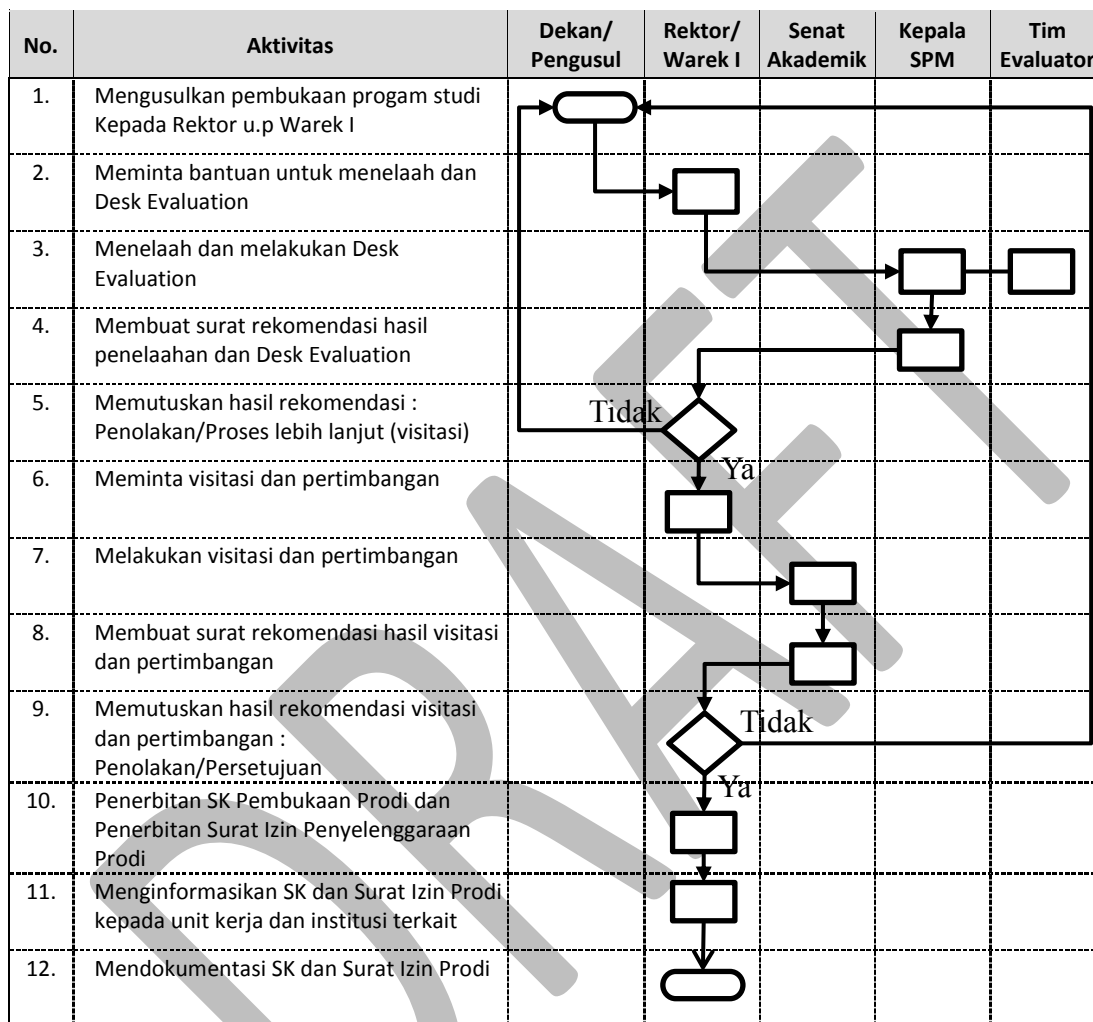 No.
Aktivitas
Dekan/
Pengusul
Rektor/
Warek I
Senat
Akademik
Kepala
SPM
Tim
Evaluator
1.
Mengusulkan pembukaan progam studi
Kepada Rektor u.p Warek I
2.
Meminta bantuan untuk menelaah dan
Desk Evaluation
3.
Menelaah dan melakukan Desk
Evaluation
4.
Membuat surat rekomendasi hasil
penelaahan dan Desk Evaluation
5.
Memutuskan hasil rekomendasi :
Penolakan/Proses lebih lanjut (visitasi)
Tidak
Ya
6.
Meminta visitasi dan pertimbangan
7.
Melakukan visitasi dan pertimbangan
8.
Membuat surat rekomendasi hasil visitasi
dan pertimbangan
9.
Memutuskan hasil rekomendasi visitasi
dan pertimbangan :
Penolakan/Persetujuan
Tidak
Ya
10.
Penerbitan SK Pembukaan Prodi dan
Penerbitan Surat Izin Penyelenggaraan
Prodi
11.
Menginformasikan SK dan Surat Izin Prodi
kepada unit kerja dan institusi terkait
12.
Mendokumentasi SK dan Surat Izin Prodi
DRAFT